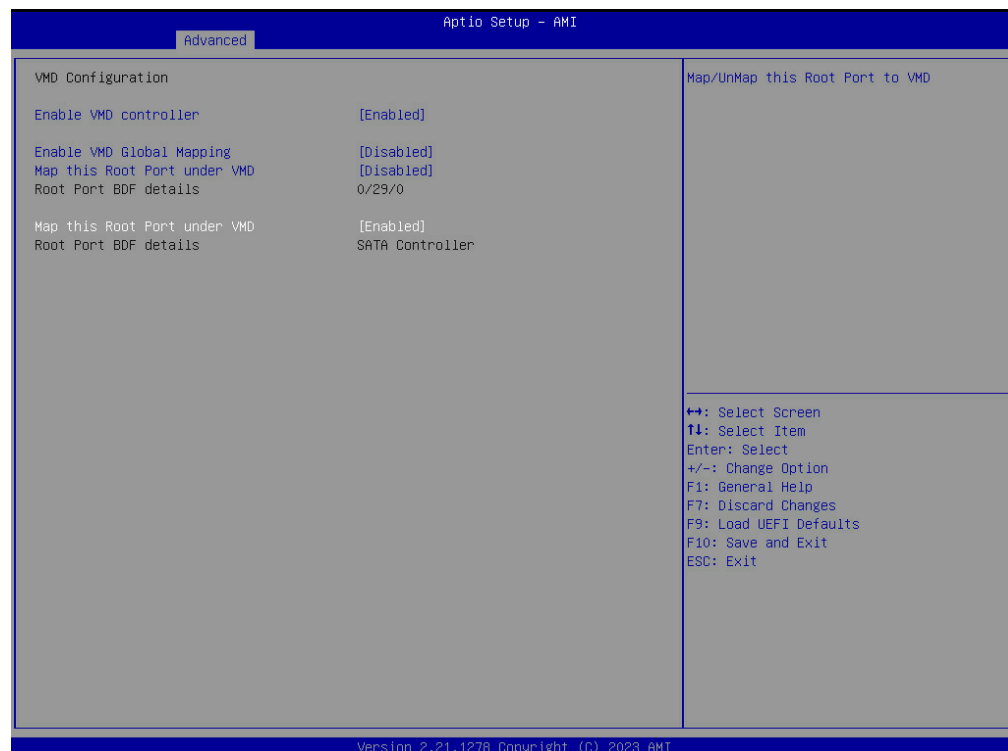 Aptio Setup – AMI
Advanced
VMD Configuration
Enable VMD controller [Enabled]
Enable VMD Global Mapping [Disabled]
Map this Root Port under VMD [Disabled]
Root Port BDF details 0/29/0
Map this Root Port under VMD [Enabled]
Root Port BDF details SATA Controller
Map/UnMap this Root Port to VMD
↔: Select Screen
↑↓: Select Item
Enter: Select
+/-: Change Option
F1: General Help
F7: Discard Changes
F9: Load UEFI Defaults
F10: Save and Exit
ESC: Exit
Version 2.21.1278 Copyright (C) 2023 AMI